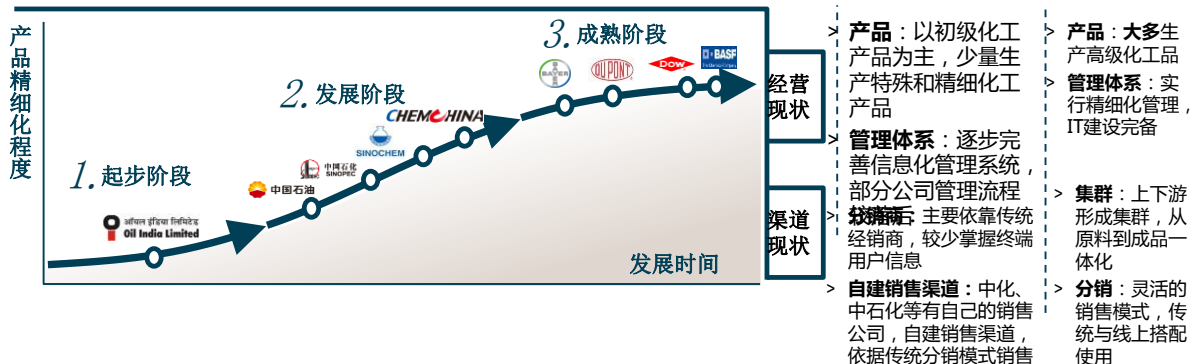 产品精细化程度
1.起步阶段
ऑयल इंडिया लिमिटेड
Oil India Limited
2.发展阶段
中国石油
中国石化
SINOPEC
SINOCHEM
CHEMCHINA
3.成熟阶段
BAYER
DUPONT
Dow
BASF
发展时间
经营
现状
渠道
现状
> 产品：以初级化工
产品为主，少量生
产特殊和精细化工
产品
> 管理体系：逐步完
善信息化管理系统，
部分公司管理流程
> 分销商：主要依靠传统
经销商，较少掌握终端
用户信息
> 自建销售渠道：中化、
中石化等有自己的销售
公司，自建销售渠道，
依据传统分销模式销售
> 产品：大多生
产高级化工品
> 管理体系：实
行精细化管理，
IT建设完备
> 集群：上下游
形成集群，从
原料到成品一
体化
> 分销：灵活的
销售模式，传
统与线上搭配
使用